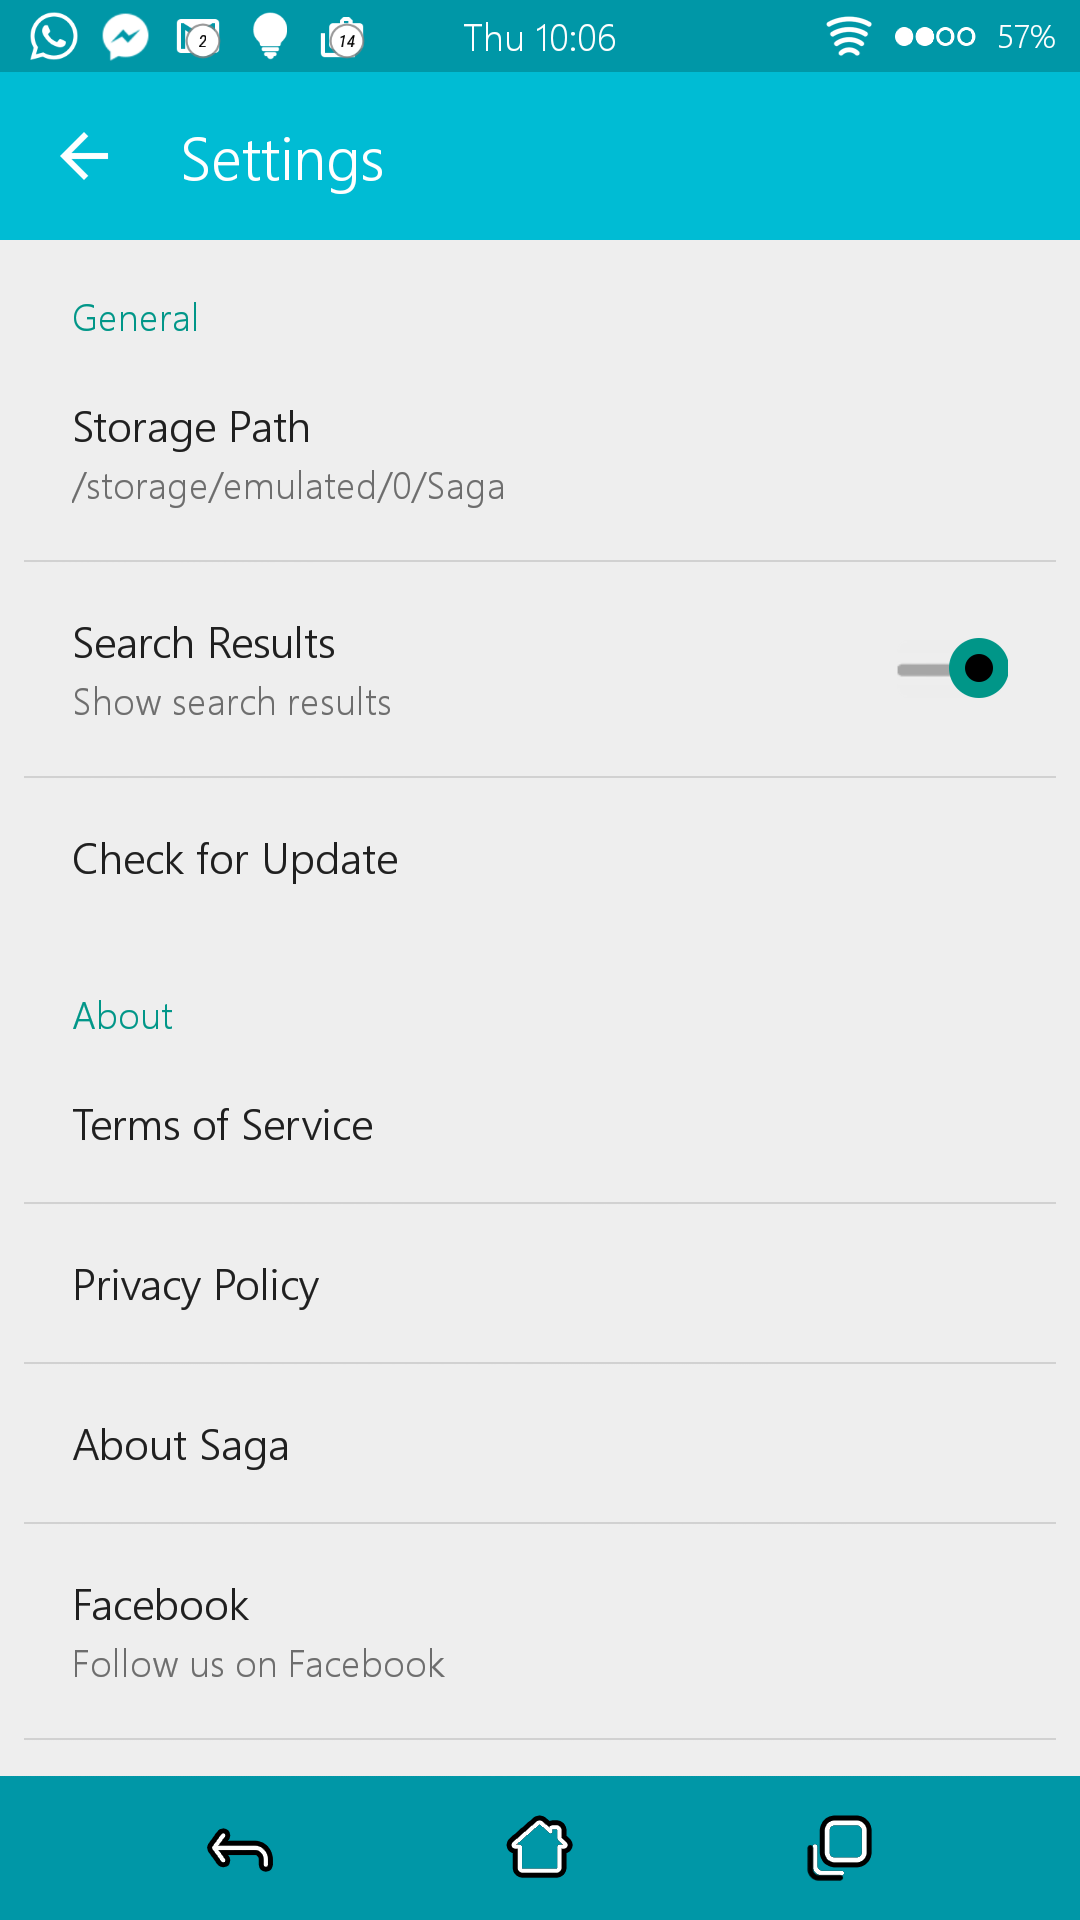 2
14
Thu 10:06
57%
Settings
General
Storage Path
/storage/emulated/0/Saga
Search Results
Show search results
Check for Update
About
Terms of Service
Privacy Policy
About Saga
Facebook
Follow us on Facebook